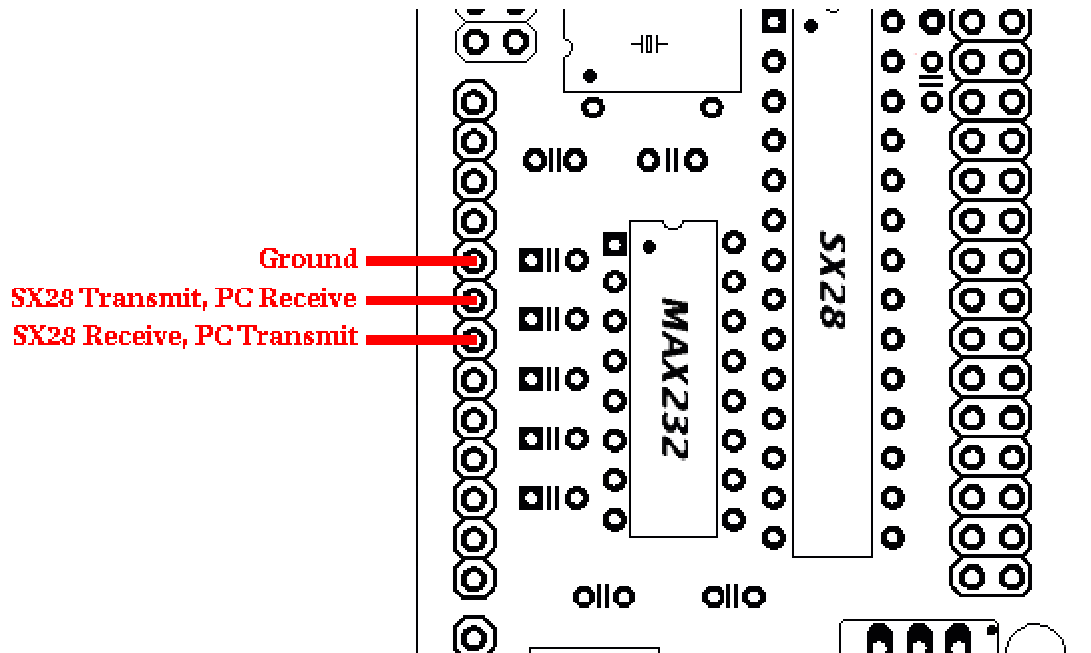 Ground
SX28 Transmit, PC Receive
SX28 Receive, PC Transmit
MAX232
SX28